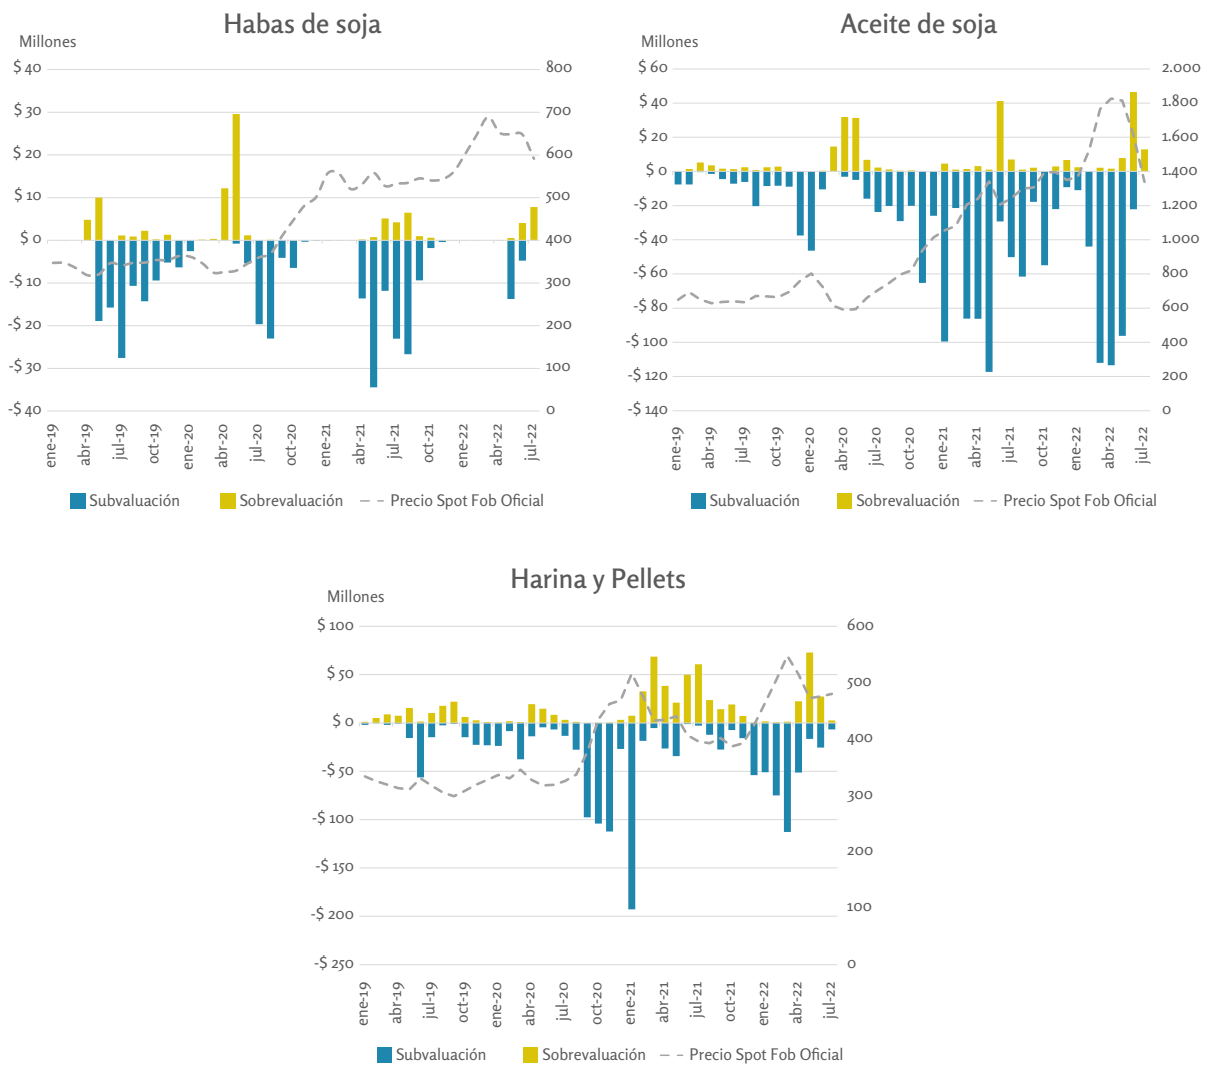 Habas de soja
Millones
$ 40
$ 30
$ 20
$ 10
$ 0
-$ 10
-$ 20
-$ 30
-$ 40
800
700
600
500
400
300
200
100
0
ene-19
abr-19
jul-19
oct-19
ene-20
abr-20
jul-20
oct-20
ene-21
abr-21
jul-21
oct-21
ene-22
abr-22
jul-22
Subvaluación
Sobrevaluación
Precio Spot Fob Oficial
Aceite de soja
Millones
$ 60
$ 40
$ 20
$ 0
-$ 20
-$ 40
-$ 60
-$ 80
-$ 100
-$ 120
-$ 140
2.000
1.800
1.600
1.400
1.200
1.000
800
600
400
200
0
ene-19
abr-19
jul-19
oct-19
ene-20
abr-20
jul-20
oct-20
ene-21
abr-21
jul-21
oct-21
ene-22
abr-22
jul-22
Subvaluación
Sobrevaluación
Precio Spot Fob Oficial
Harina y Pellets
Millones
$ 100
$ 50
$ 0
-$ 50
-$ 100
-$ 150
-$ 200
-$ 250
600
500
400
300
200
100
0
ene-19
abr-19
jul-19
oct-19
ene-20
abr-20
jul-20
oct-20
ene-21
abr-21
jul-21
oct-21
ene-22
abr-22
jul-22
Subvaluación
Sobrevaluación
Precio Spot Fob Oficial